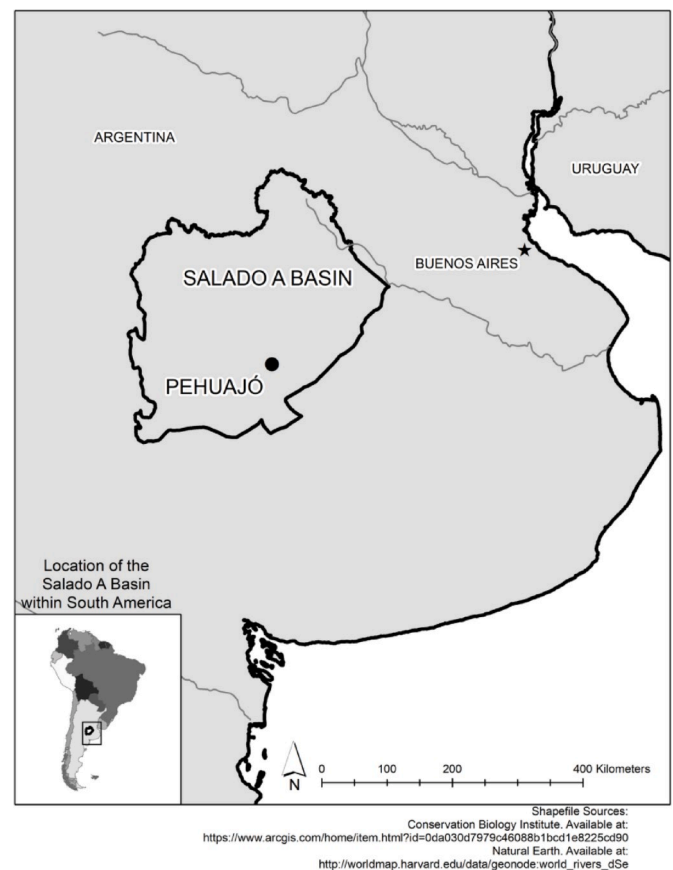 ARGENTINA
URUGUAY
BUENOS AIRES
SALADO A BASIN
PEHUAJÓ
Location of the
Salado A Basin
within South America
N
0 100 200 400 Kilometers
Shapefile Sources:
Conservation Biology Institute. Available at:
https://www.arcgis.com/home/item.html?id=0da030d7979c46088b1bcd1e8225cd90
Natural Earth. Available at:
http://worldmap.harvard.edu/data/geonode:world_rivers_dSe